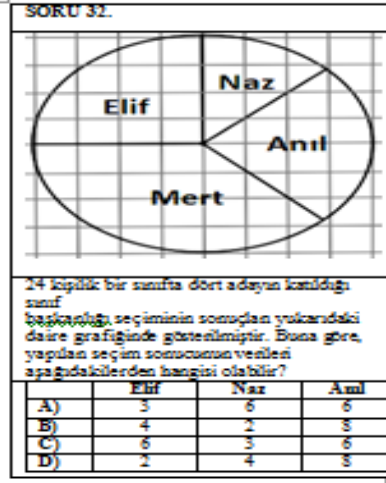 SORU 32.
Naz
Elif
Anıl
Mert
24 kişilik bir sınıfta dört adayın katıldığı
sınıf
başkanlığı seçiminin sonuçları yukarıdaki
daire grafiğinde gösterilmiştir. Buna göre,
yapılan seçim sonucunun verileri
aşağıdakilerden hangisi olabilir?
Elif Naz Anıl
A) 3 6 6
B) 4 2 8
C) 6 3 6
D) 2 4 8